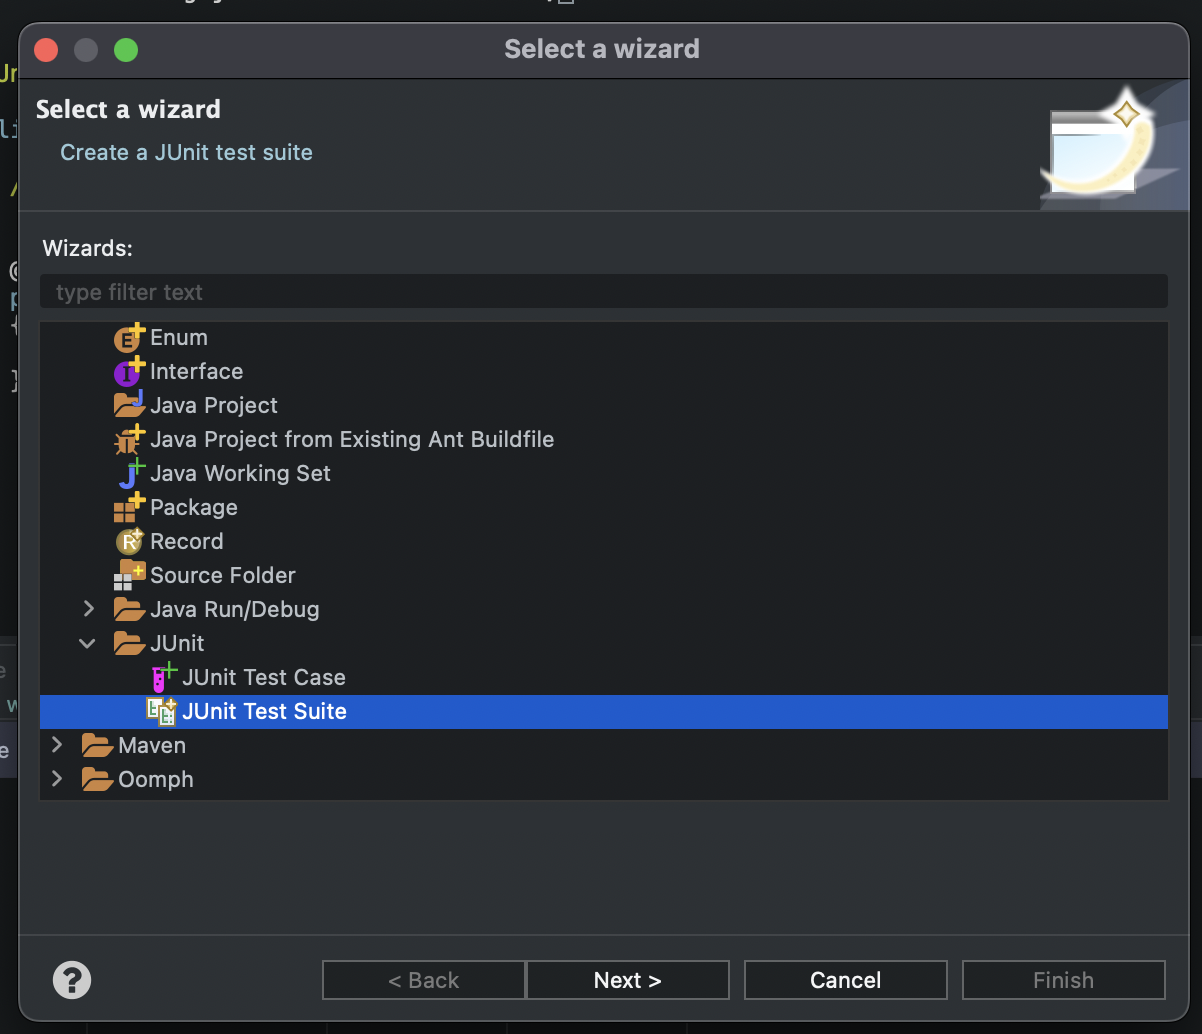 Select a wizard
Select a wizard
Create a JUnit test suite
Wizards:
type filter text
Enum
Interface
Java Project
Java Project from Existing Ant Buildfile
Java Working Set
Package
Record
Source Folder
Java Run/Debug
JUnit
JUnit Test Case
JUnit Test Suite
Maven
Oomph
< Back
Next >
Cancel
Finish